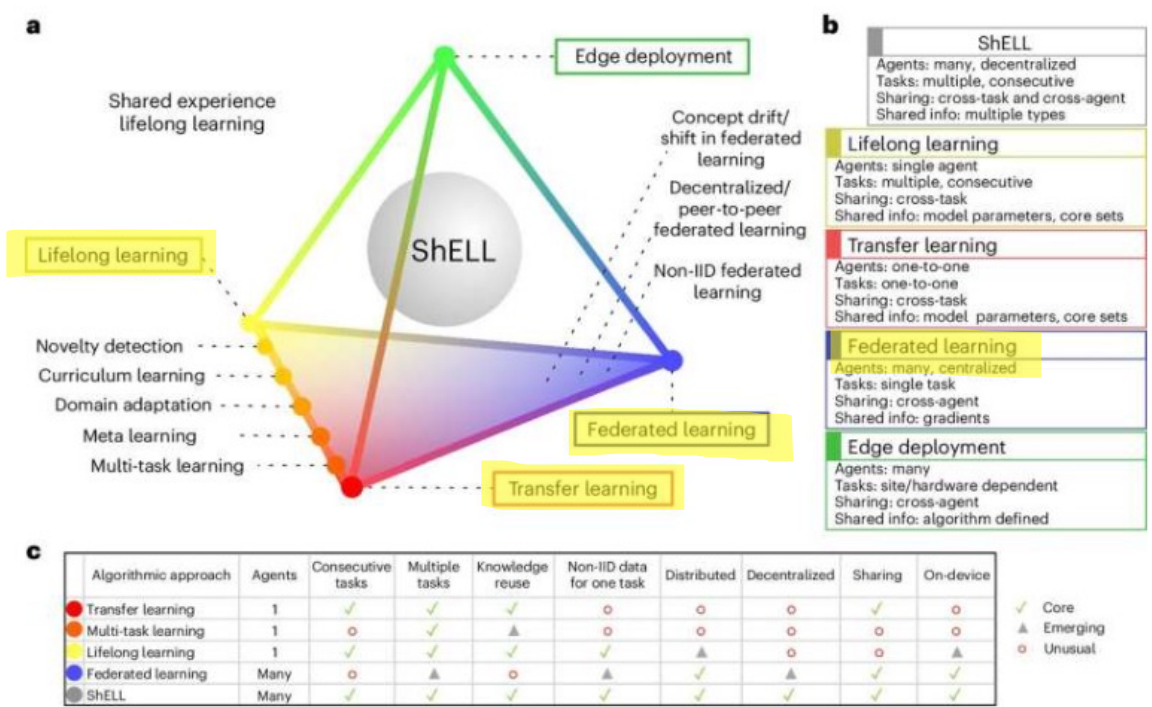 a
Edge deployment
Shared experience
lifelong learning
Concept drift/
shift in federated
learning
Decentralized/
peer-to-peer
federated learning
Non-IID federated
learning
ShELL
Lifelong learning
Novelty detection
Curriculum learning
Domain adaptation
Meta learning
Multi-task learning
Federated learning
Transfer learning
b
ShELL
Agents: many, decentralized
Tasks: multiple, consecutive
Sharing: cross-task and cross-agent
Shared info: multiple types
Lifelong learning
Agents: single agent
Tasks: multiple, consecutive
Sharing: cross-task
Shared info: model parameters, core sets
Transfer learning
Agents: one-to-one
Tasks: one-to-one
Sharing: cross-task
Shared info: model parameters, core sets
Federated learning
Agents: many, centralized
Tasks: single task
Sharing: cross-agent
Shared info: gradients
Edge deployment
Agents: many
Tasks: site/hardware dependent
Sharing: cross-agent
Shared info: algorithm defined
c
Algorithmic approach Agents Consecutive tasks Multiple tasks Knowledge reuse Non-IID data for one task Distributed Decentralized Sharing On-device
Transfer learning 1 ✓ ✓ ✓ ○ ○ ○ ✓ ○
Multi-task learning 1 ○ ✓ ▲ ○ ○ ○ ○ ○
Lifelong learning 1 ✓ ✓ ✓ ✓ ▲ ○ ○ ▲
Federated learning Many ○ ▲ ○ ▲ ✓ ▲ ✓ ✓
ShELL Many ✓ ✓ ✓ ✓ ✓ ✓ ✓ ✓
✓ Core
▲ Emerging
○ Unusual